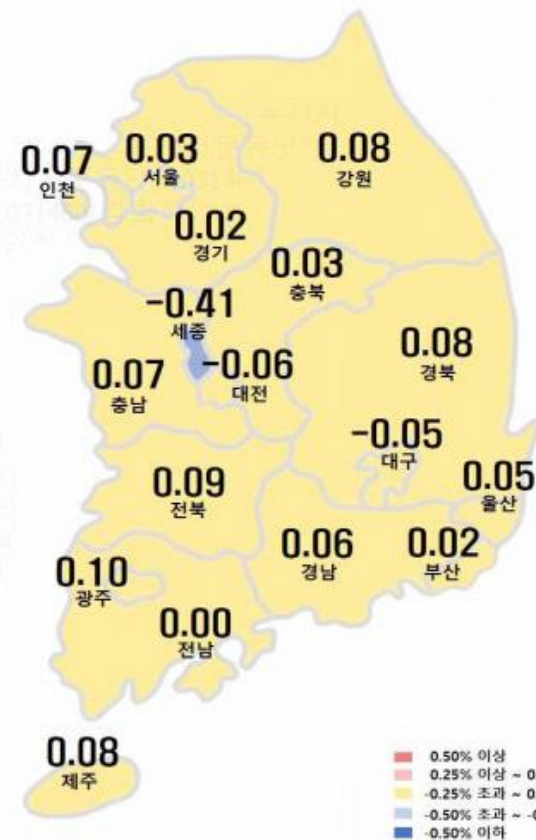 0.07
인천
0.03
서울
0.08
강원
0.02
경기
0.03
충북
-0.41
세종
-0.06
대전
0.07
충남
0.08
경북
-0.05
대구
0.05
울산
0.09
전북
0.06
경남
0.02
부산
0.10
광주
0.00
전남
0.08
제주
0.50% 이상
0.25% 이상 ~ 0
-0.25% 초과 ~ 0.
-0.50% 초과 ~ -0
-0.50% 이하